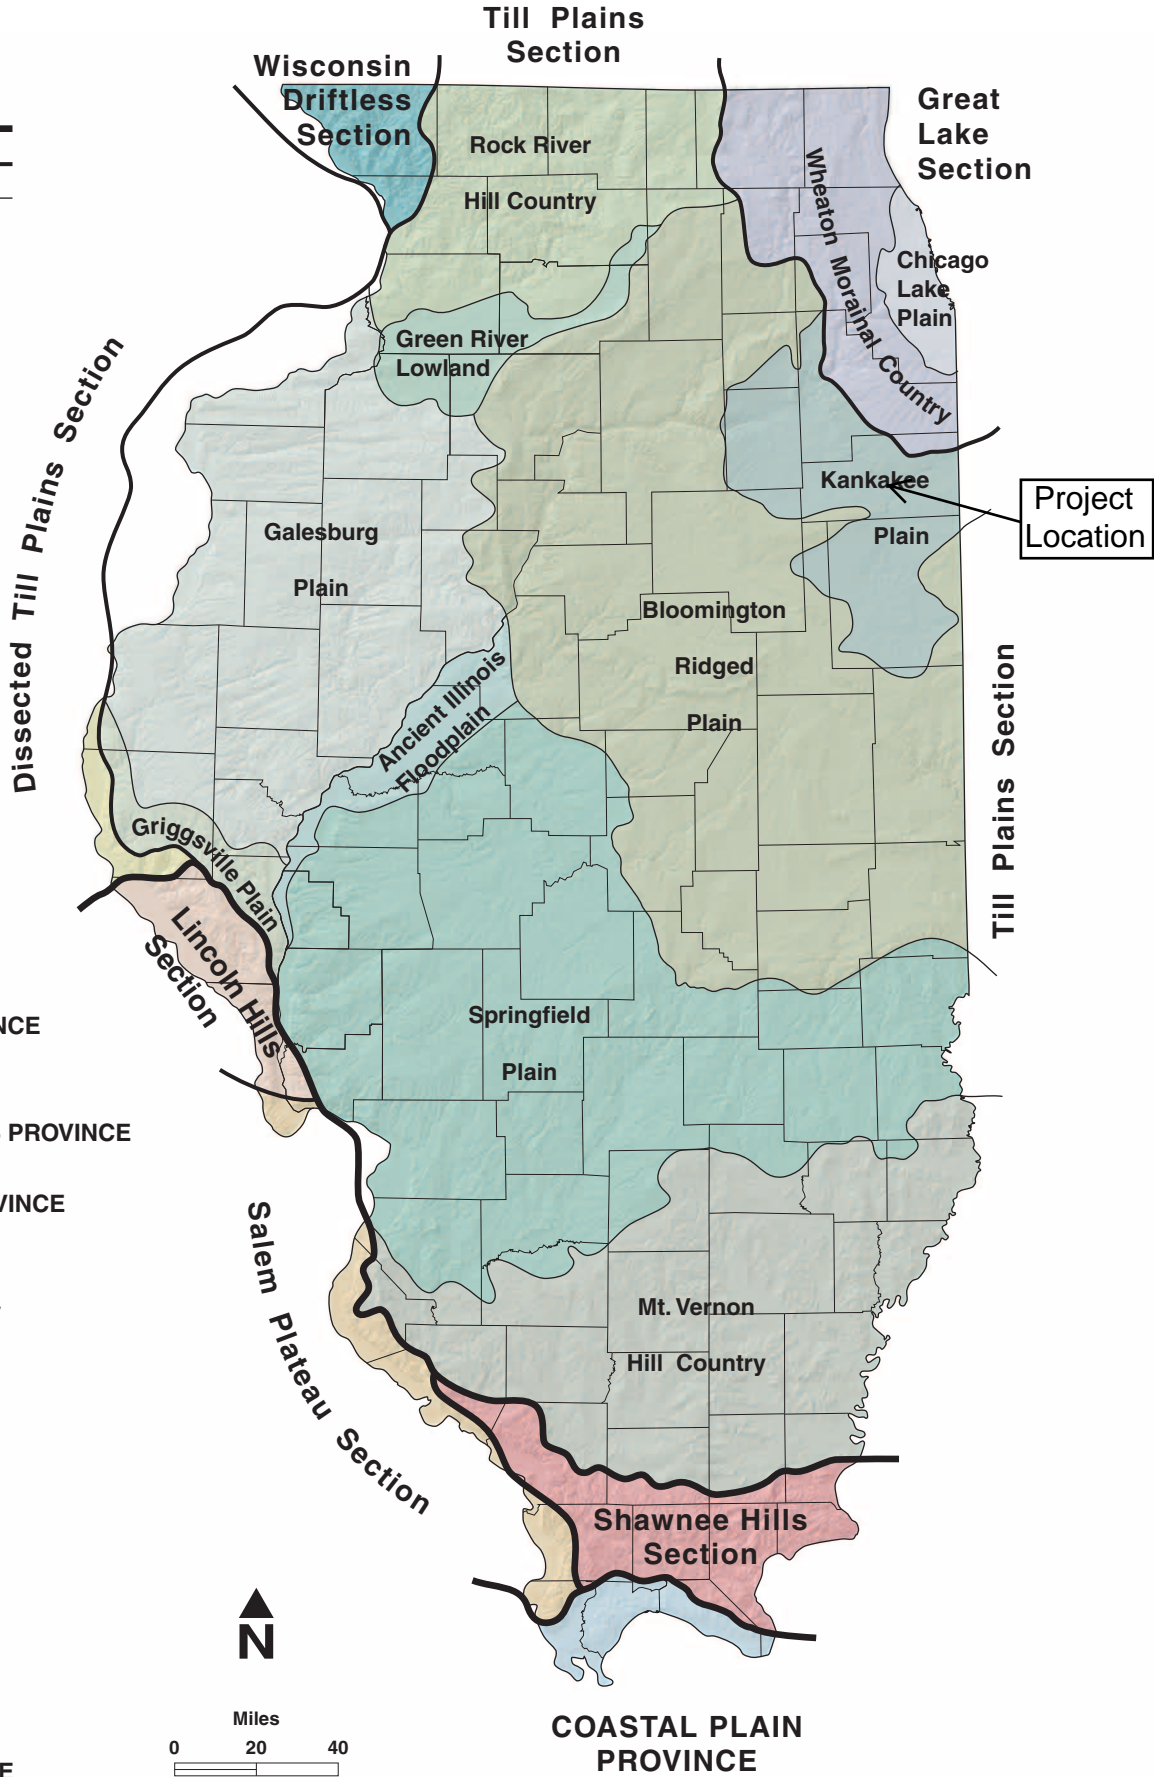 Till Plains
Section
Wisconsin
Driftless
Section
Great
Lake
Section
Rock River
Hill Country
Wheaton Morainal Country
Chicago
Lake
Plain
Green River
Lowland
Dissected Till Plains Section
Kankakee
Plain
Project
Location
Galesburg
Plain
Bloomington
Ridged
Plain
Ancient Illinois
Floodplain
Till Plains Section
Griggsville Plain
Lincoln Hills
Section
Springfield
Plain
NCE
PROVINCE
VINCE
Salem Plateau Section
Mt. Vernon
Hill Country
Shawnee Hills
Section
N
Miles
0 20 40
COASTAL PLAIN
PROVINCE